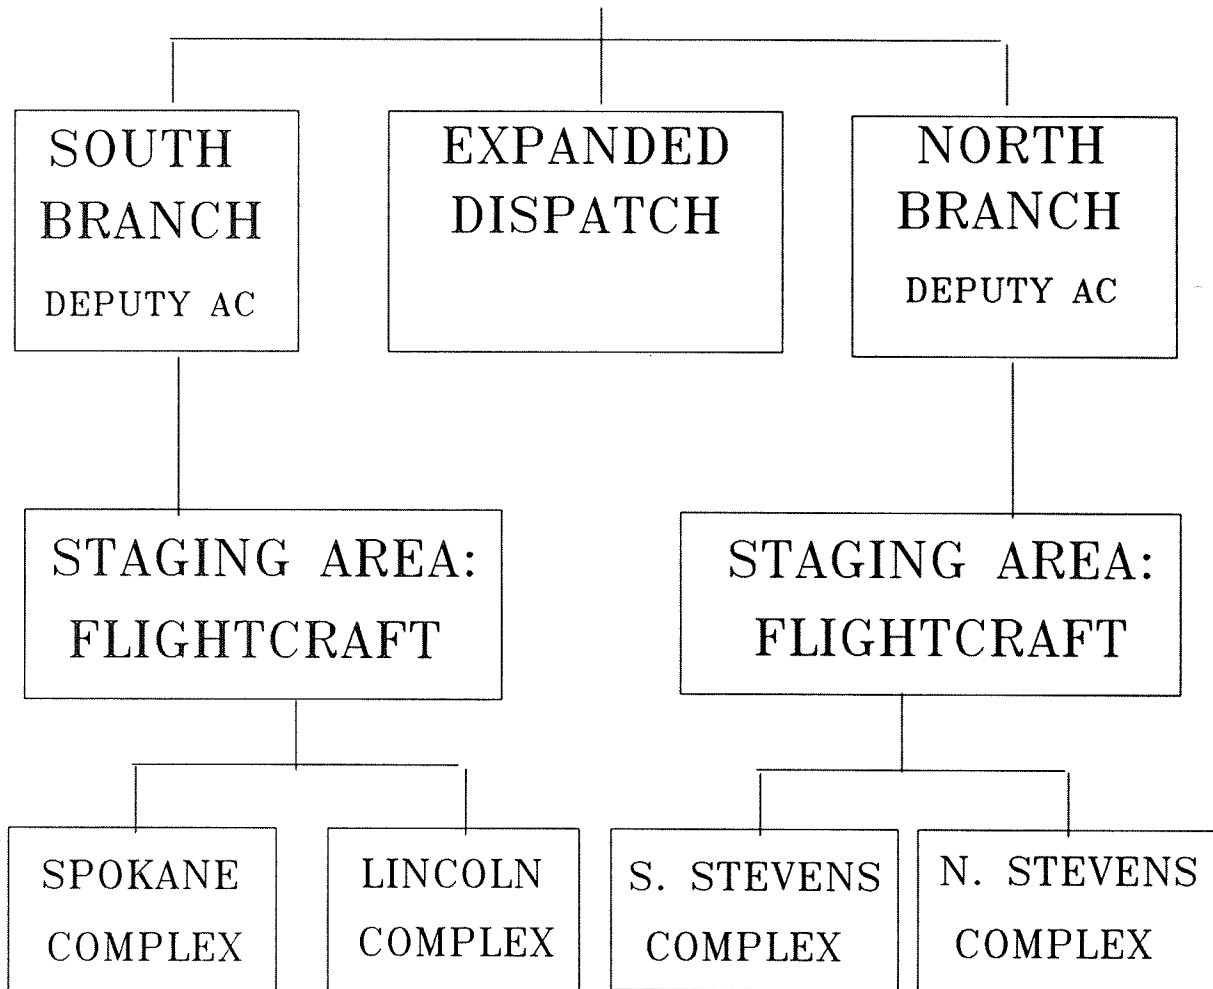 SOUTH
BRANCH
DEPUTY AC
EXPANDED
DISPATCH
NORTH
BRANCH
DEPUTY AC
STAGING AREA:
FLIGHTCRAFT
STAGING AREA:
FLIGHTCRAFT
SPOKANE
COMPLEX
LINCOLN
COMPLEX
S. STEVENS
COMPLEX
N. STEVENS
COMPLEX